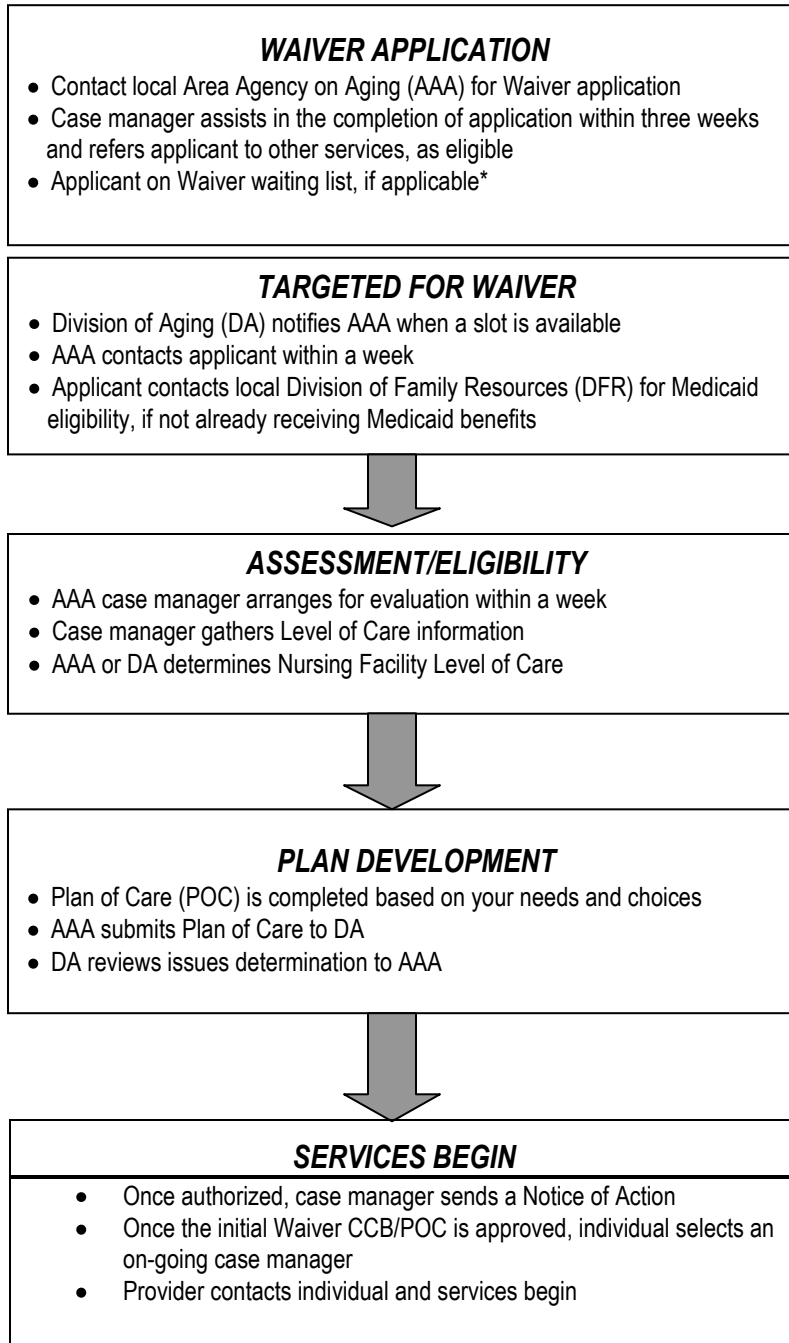 WAIVER APPLICATION
• Contact local Area Agency on Aging (AAA) for Waiver application
• Case manager assists in the completion of application within three weeks
and refers applicant to other services, as eligible
• Applicant on Waiver waiting list, if applicable*
TARGETED FOR WAIVER
• Division of Aging (DA) notifies AAA when a slot is available
• AAA contacts applicant within a week
• Applicant contacts local Division of Family Resources (DFR) for Medicaid
eligibility, if not already receiving Medicaid benefits
ASSESSMENT/ELIGIBILITY
• AAA case manager arranges for evaluation within a week
• Case manager gathers Level of Care information
• AAA or DA determines Nursing Facility Level of Care
PLAN DEVELOPMENT
• Plan of Care (POC) is completed based on your needs and choices
• AAA submits Plan of Care to DA
• DA reviews issues determination to AAA
SERVICES BEGIN
• Once authorized, case manager sends a Notice of Action
• Once the initial Waiver CCB/POC is approved, individual selects an
on-going case manager
• Provider contacts individual and services begin